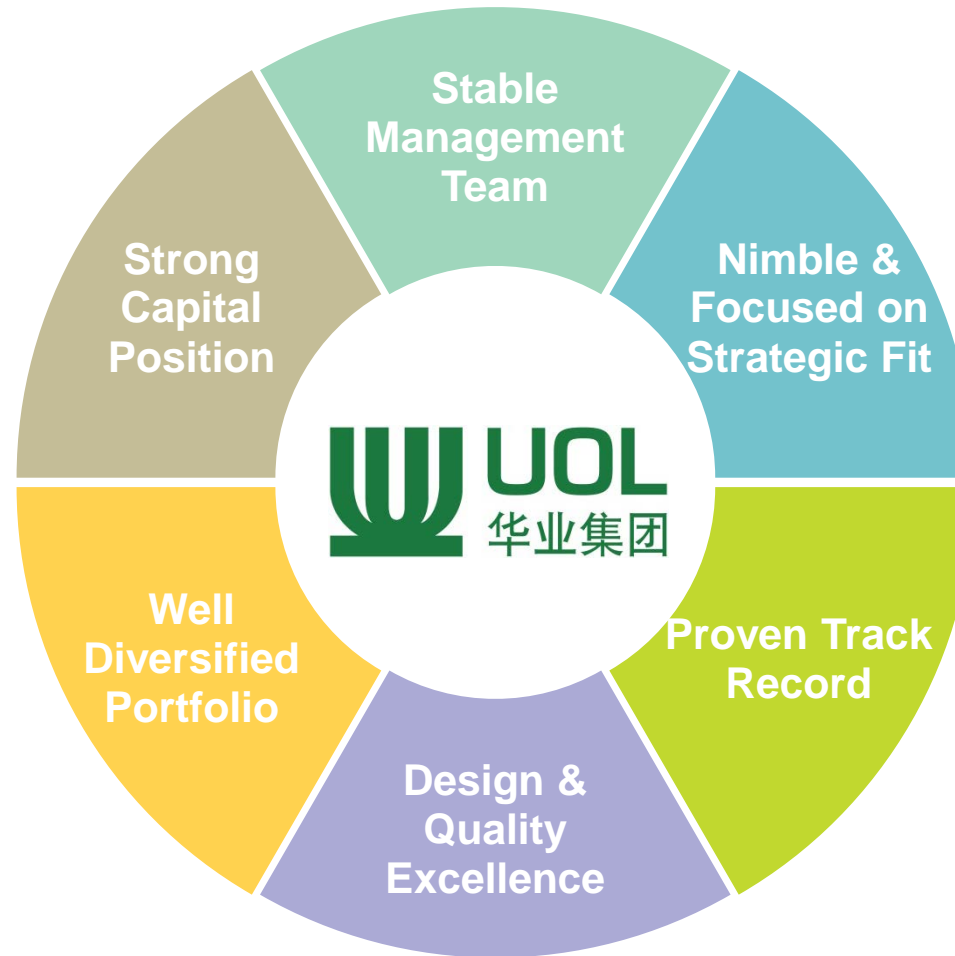 Stable
Management
Team
Nimble &
Focused on
Strategic Fit
Proven Track
Record
Design &
Quality
Excellence
Well
Diversified
Portfolio
Strong
Capital
Position
UOL
华业集团